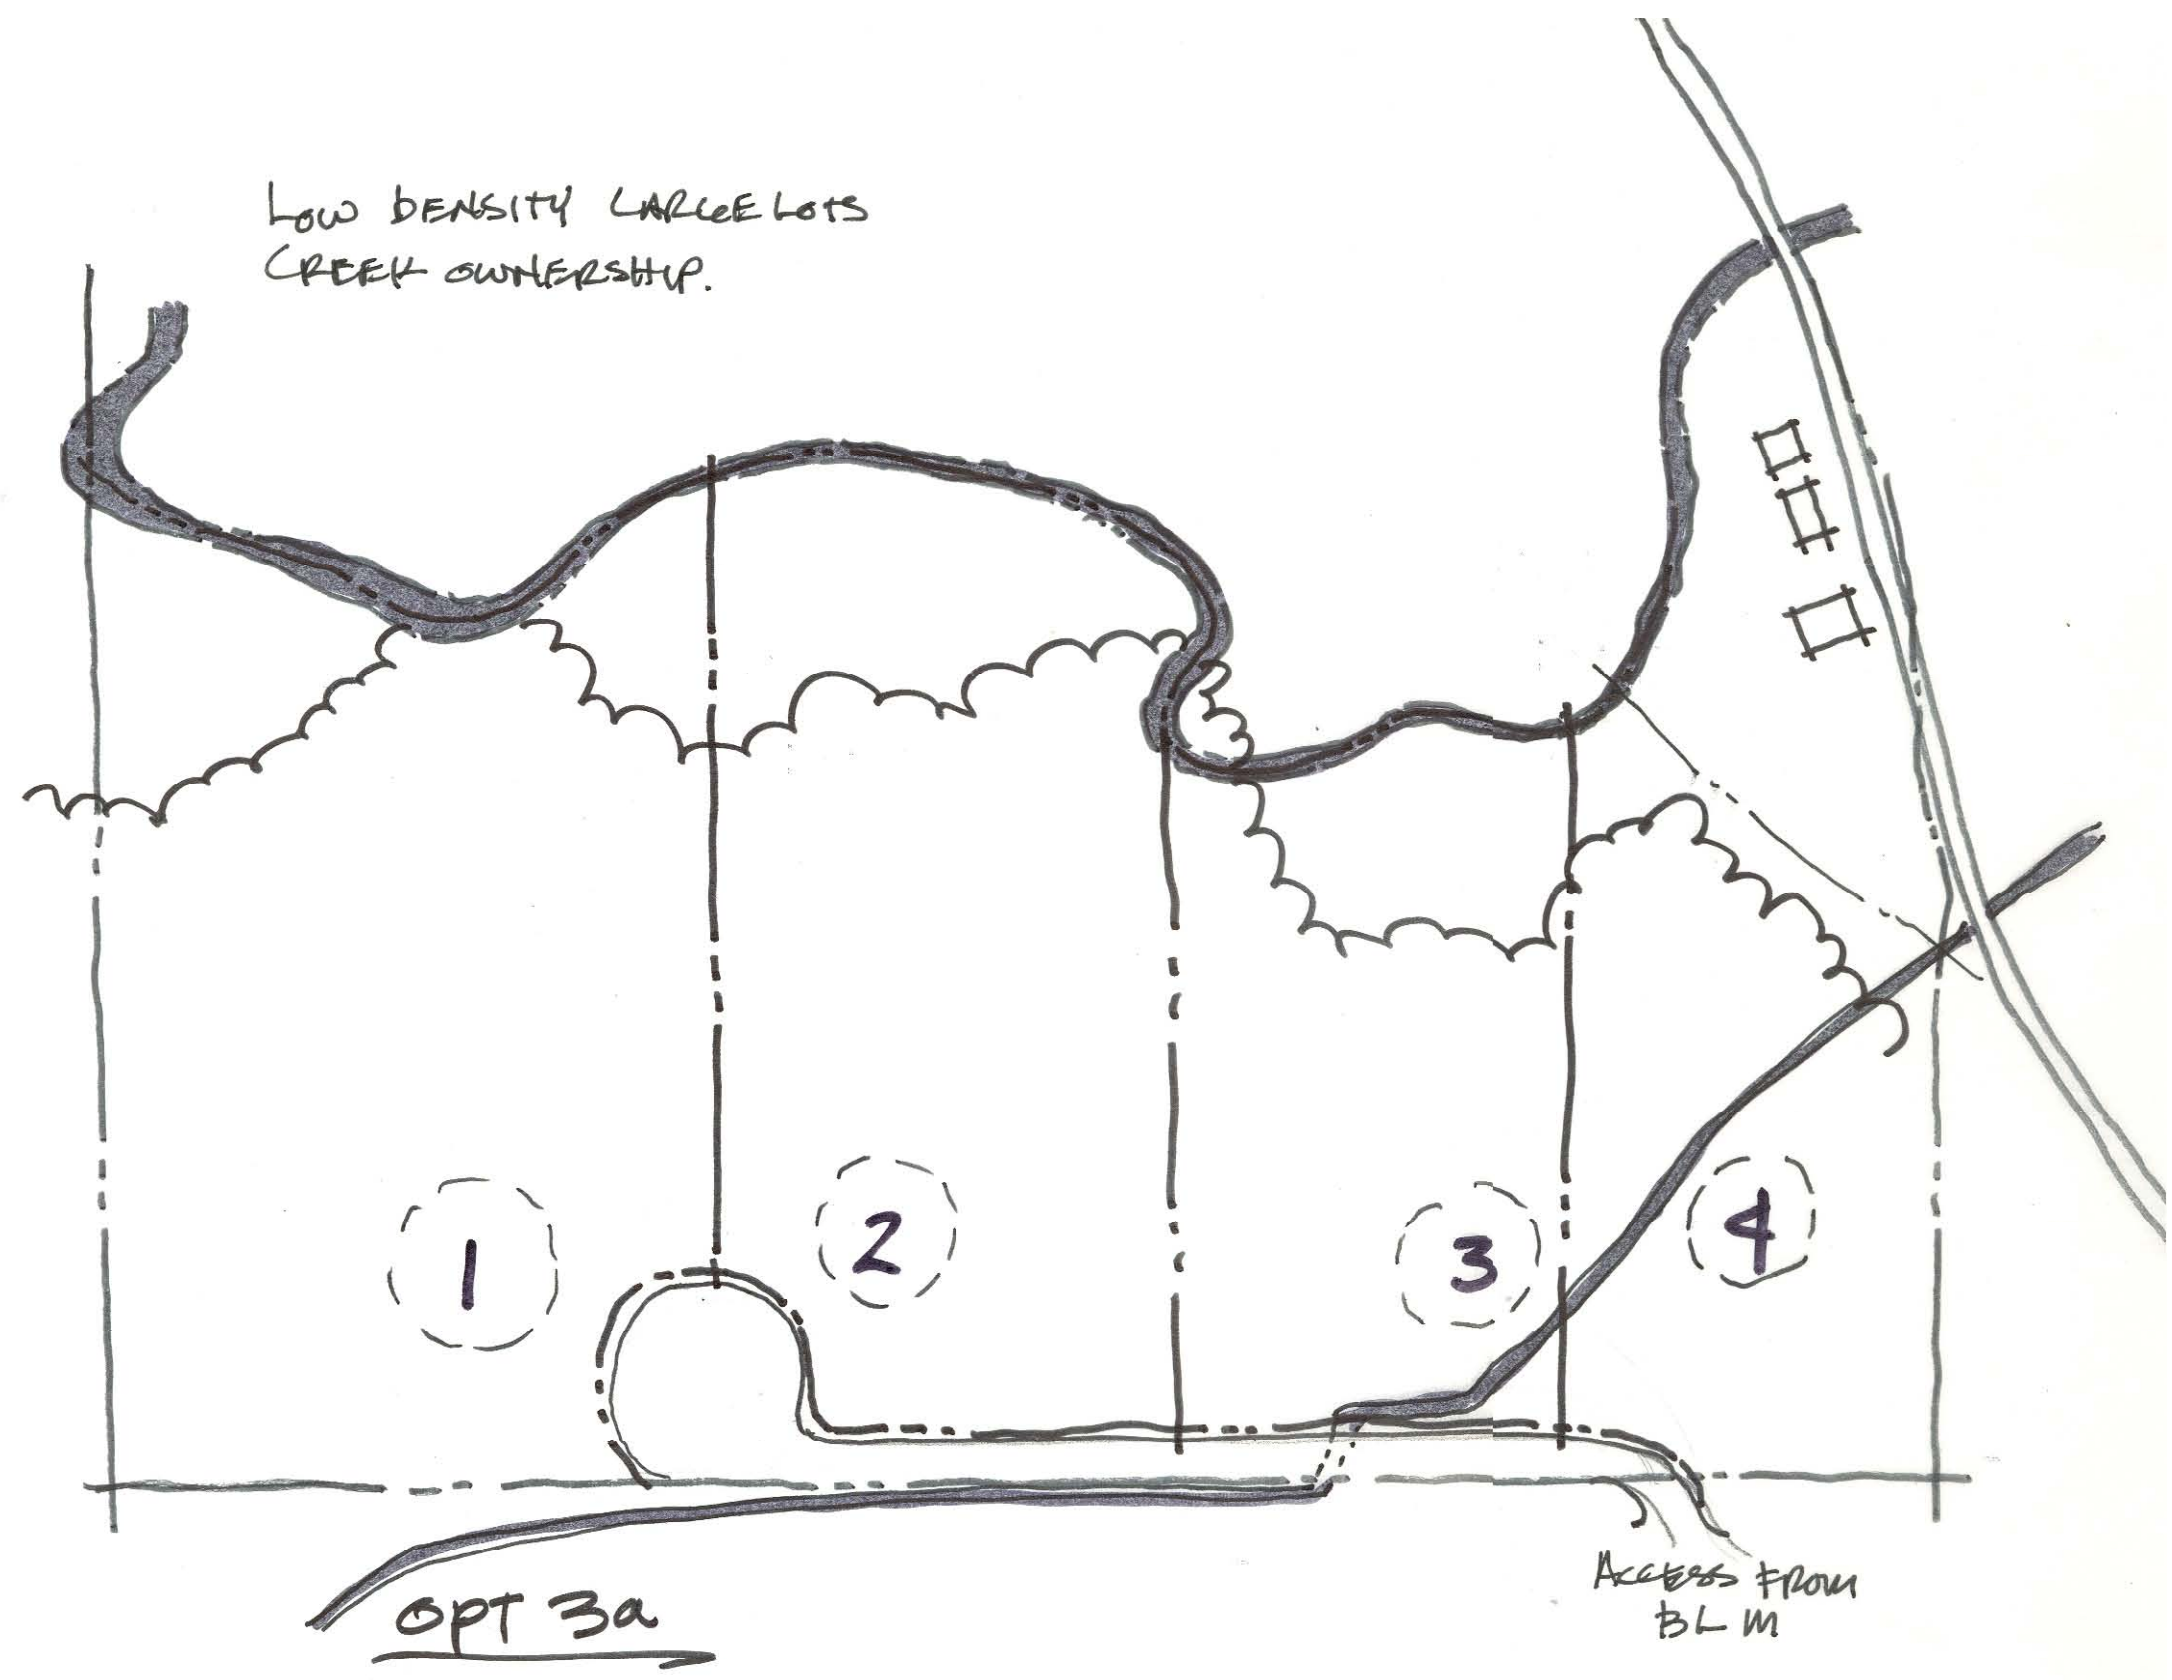 LOW DENSITY LARGE LOTS
CREEK OWNERSHIP.
1
2
3
4
ACCESS FROM
BLM
OPT 3a